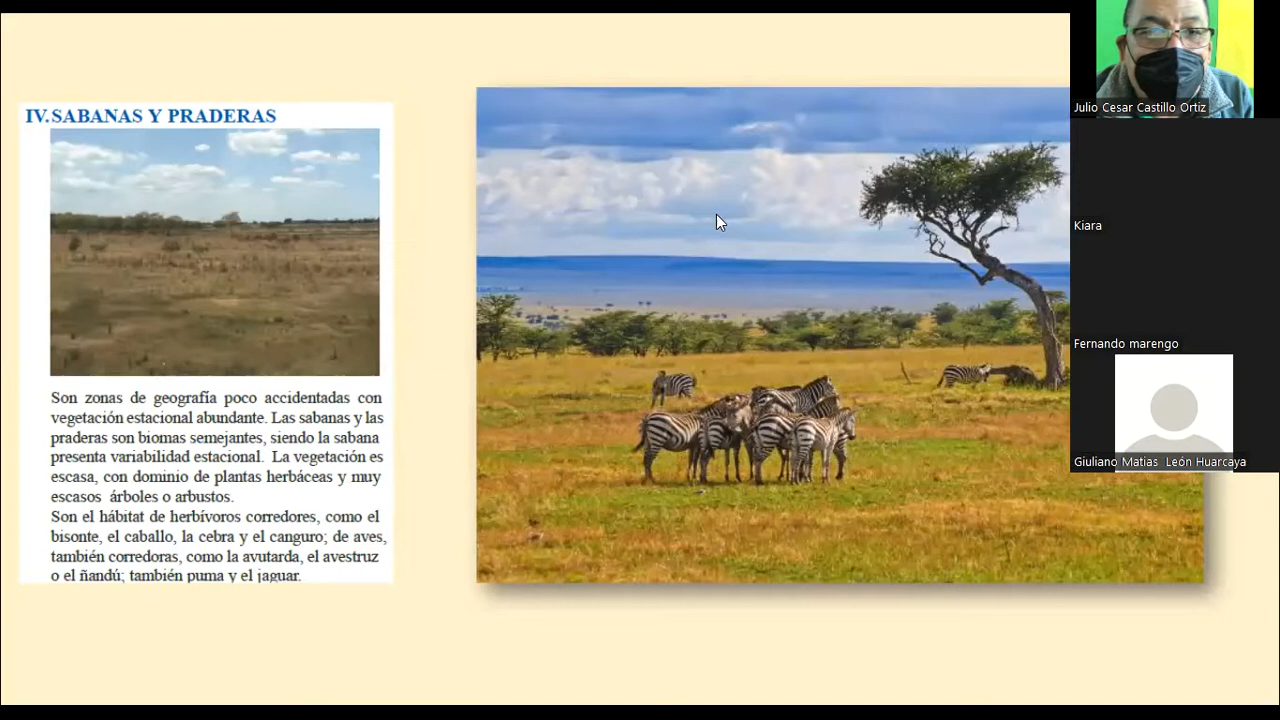 IV.SABANAS Y PRADERAS
Son zonas de geografía poco accidentadas con
vegetación estacional abundante. Las sabanas y las
praderas son biomas semejantes, siendo la sabana
presenta variabilidad estacional. La vegetación es
escasa, con dominio de plantas herbáceas y muy
escasos árboles o arbustos.
Son el hábitat de herbívoros corredores, como el
bisonte, el caballo, la cebra y el canguro; de aves,
también corredoras, como la avutarda, el avestruz
o el ñandú; también puma y el jaguar.
Julio Cesar Castillo Ortiz
Kiara
Fernando marengo
Giuliano Matias León Huarcaya